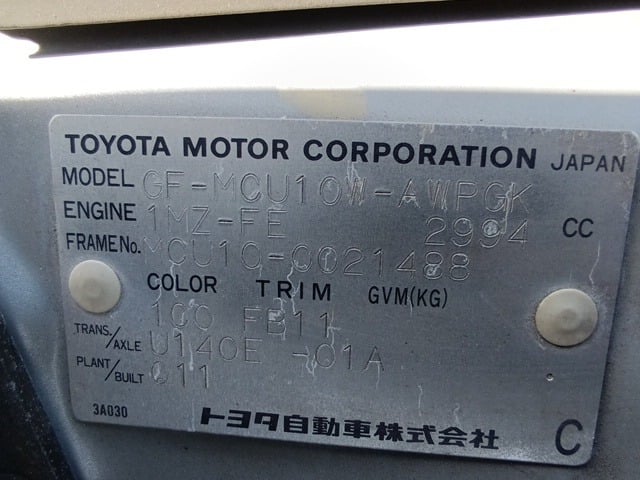 TOYOTA MOTOR CORPORATION JAPAN
MODEL GF-MCU10W-AWPGK
ENGINE 1MZ-FE 2994 CC
FRAME No. MCU10-0021488
COLOR TRIM GVM(KG)
1C0 FB11
TRANS./AXLE U140E -01A
PLANT/BUILT 011
3A030 トヨタ自動車株式会社 C